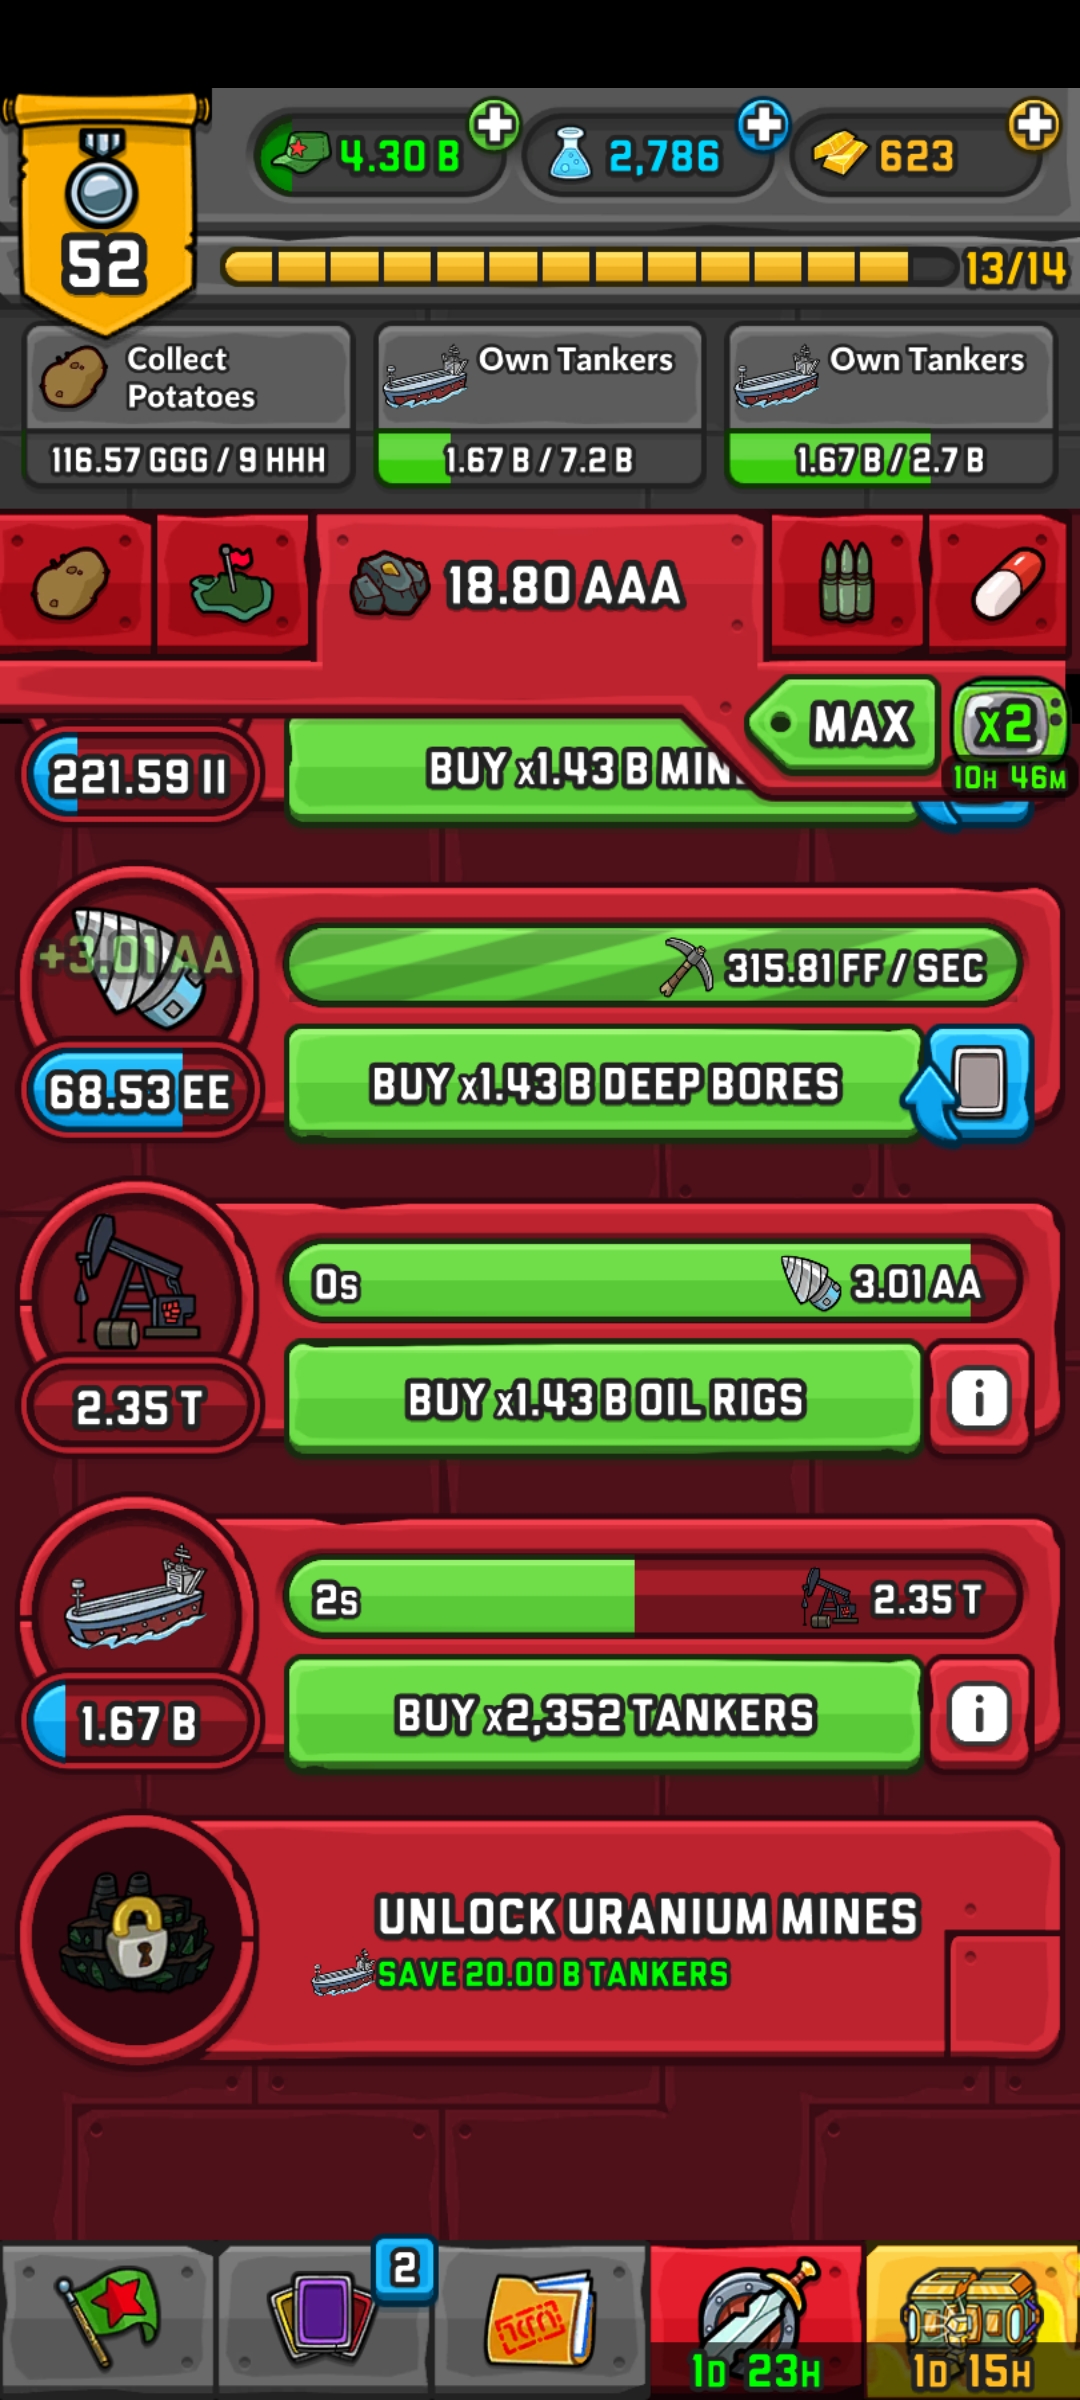 4.30 B
2,786
623
52
13/14
Collect
Potatoes
116.57 GGG / 9 HHH
Own Tankers
1.67 B / 7.2 B
Own Tankers
1.67 B / 2.7 B
18.80 AAA
MAX
x2
10H 46M
221.59 II
BUY x1.43 B MIN
+3.01 AA
315.81 FF / SEC
68.53 EE
BUY x1.43 B DEEP BORES
0s
3.01 AA
2.35 T
BUY x1.43 B OIL RIGS
i
2s
2.35 T
1.67 B
BUY x2,352 TANKERS
i
UNLOCK URANIUM MINES
SAVE 20.00 B TANKERS
2
1D 23H
1D 15H